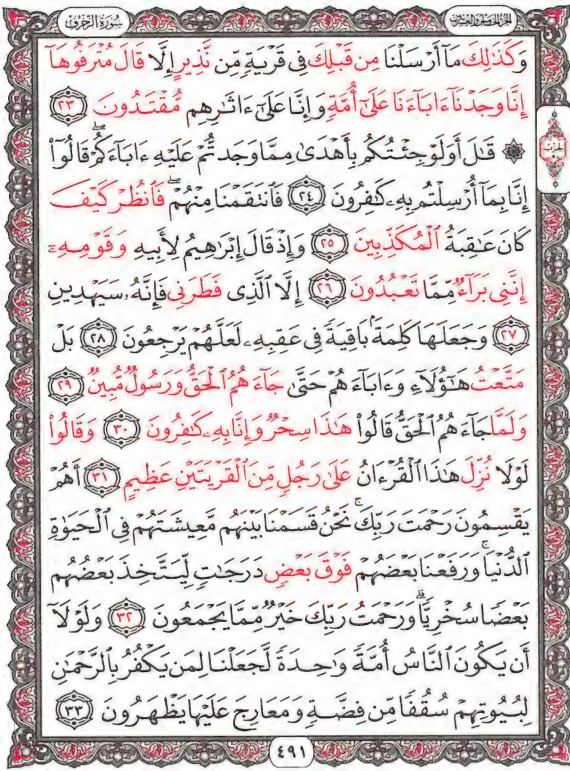 الجزء الخامس والعشرون سورة الزخرف
وَكَذَٰلِكَ مَآ أَرۡسَلۡنَا مِن قَبۡلِكَ فِي قَرۡيَةٖ مِّن نَّذِيرٍ إِلَّا قَالَ مُتۡرَفُوهَآ
إِنَّا وَجَدۡنَآ ءَابَآءَنَا عَلَىٰٓ أُمَّةٖ وَإِنَّا عَلَىٰٓ ءَاثَٰرِهِم مُّقۡتَدُونَ ٢٣
۞ قَٰلَ أَوَلَوۡ جِئۡتُكُم بِأَهۡدَىٰ مِمَّا وَجَدتُّمۡ عَلَيۡهِ ءَابَآءَكُمۡۖ قَالُوٓاْ
إِنَّا بِمَآ أُرۡسِلۡتُم بِهِۦ كَٰفِرُونَ ٢٤ فَٱنتَقَمۡنَا مِنۡهُمۡۖ فَٱنظُرۡ كَيۡفَ
كَانَ عَٰقِبَةُ ٱلۡمُكَذِّبِينَ ٢٥ وَإِذۡ قَالَ إِبۡرَٰهِيمُ لِأَبِيهِ وَقَوۡمِهِۦٓ
إِنَّنِي بَرَآءٞ مِّمَّا تَعۡبُدُونَ ٢٦ إِلَّا ٱلَّذِي فَطَرَنِي فَإِنَّهُۥ سَيَهۡدِينِ
٢٧ وَجَعَلَهَا كَلِمَةَۢ بَاقِيَةٗ فِي عَقِبِهِۦ لَعَلَّهُمۡ يَرۡجِعُونَ ٢٨ بَلۡ
مَتَّعۡتُ هَٰٓؤُلَآءِ وَءَابَآءَهُمۡ حَتَّىٰ جَآءَهُمُ ٱلۡحَقُّ وَرَسُولٞ مُّبِينٞ ٢٩
وَلَمَّا جَآءَهُمُ ٱلۡحَقُّ قَالُواْ هَٰذَا سِحۡرٞ وَإِنَّا بِهِۦ كَٰفِرُونَ ٣٠ وَقَالُواْ
لَوۡلَا نُزِّلَ هَٰذَا ٱلۡقُرۡءَانُ عَلَىٰ رَجُلٖ مِّنَ ٱلۡقَرۡيَتَيۡنِ عَظِيمٍ ٣١ أَهُمۡ
يَقۡسِمُونَ رَحۡمَتَ رَبِّكَۚ نَحۡنُ قَسَمۡنَا بَيۡنَهُم مَّعِيشَتَهُمۡ فِي ٱلۡحَيَوٰةِ
ٱلدُّنۡيَاۚ وَرَفَعۡنَا بَعۡضَهُمۡ فَوۡقَ بَعۡضٖ دَرَجَٰتٖ لِّيَتَّخِذَ بَعۡضُهُم
بَعۡضٗا سُخۡرِيّٗاۗ وَرَحۡمَتُ رَبِّكَ خَيۡرٞ مِّمَّا يَجۡمَعُونَ ٣٢ وَلَوۡلَآ
أَن يَكُونَ ٱلنَّاسُ أُمَّةٗ وَٰحِدَةٗ لَّجَعَلۡنَا لِمَن يَكۡفُرُ بِٱلرَّحۡمَٰنِ
لِبُيُوتِهِمۡ سُقُفٗا مِّن فِضَّةٖ وَمَعَارِجَ عَلَيۡهَا يَظۡهَرُونَ ٣٣
٤٩١